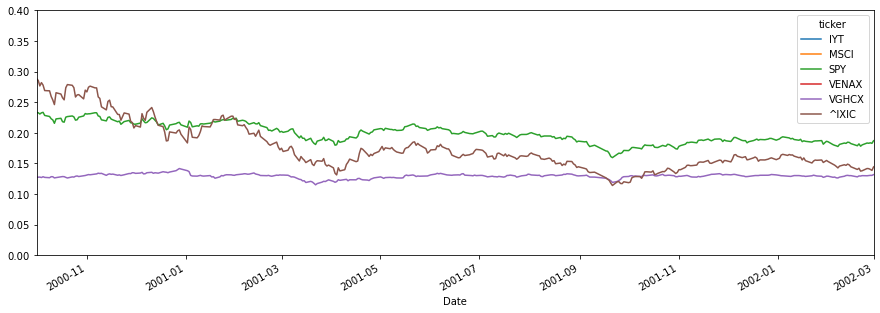 0.40
0.35
0.30
0.25
0.20
0.15
0.10
0.05
0.00
ticker
IYT
MSCI
SPY
VENAX
VGHCX
^IXIC
2000-11
2001-01
2001-03
2001-05
2001-07
2001-09
2001-11
2002-01
2002-03
Date